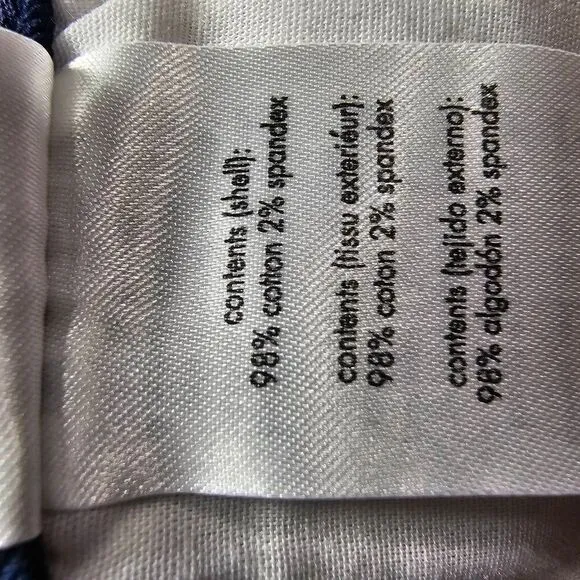 contents (shell):
98% cotton 2% spandex
contents (tissu exteriéur):
98% coton 2% spandex
contents (tejido externo):
98% algodón 2% spandex